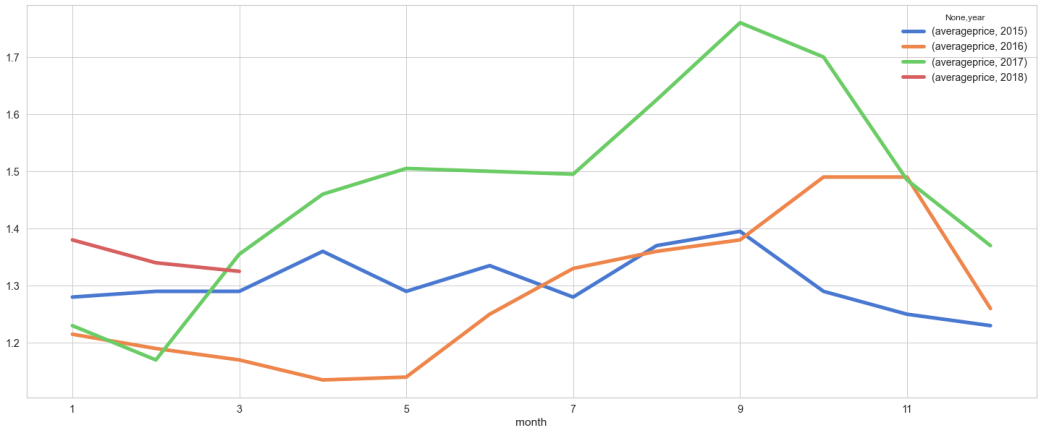 None,year
(averageprice, 2015)
(averageprice, 2016)
(averageprice, 2017)
(averageprice, 2018)
1.7
1.6
1.5
1.4
1.3
1.2
1 3 5 7 9 11
month